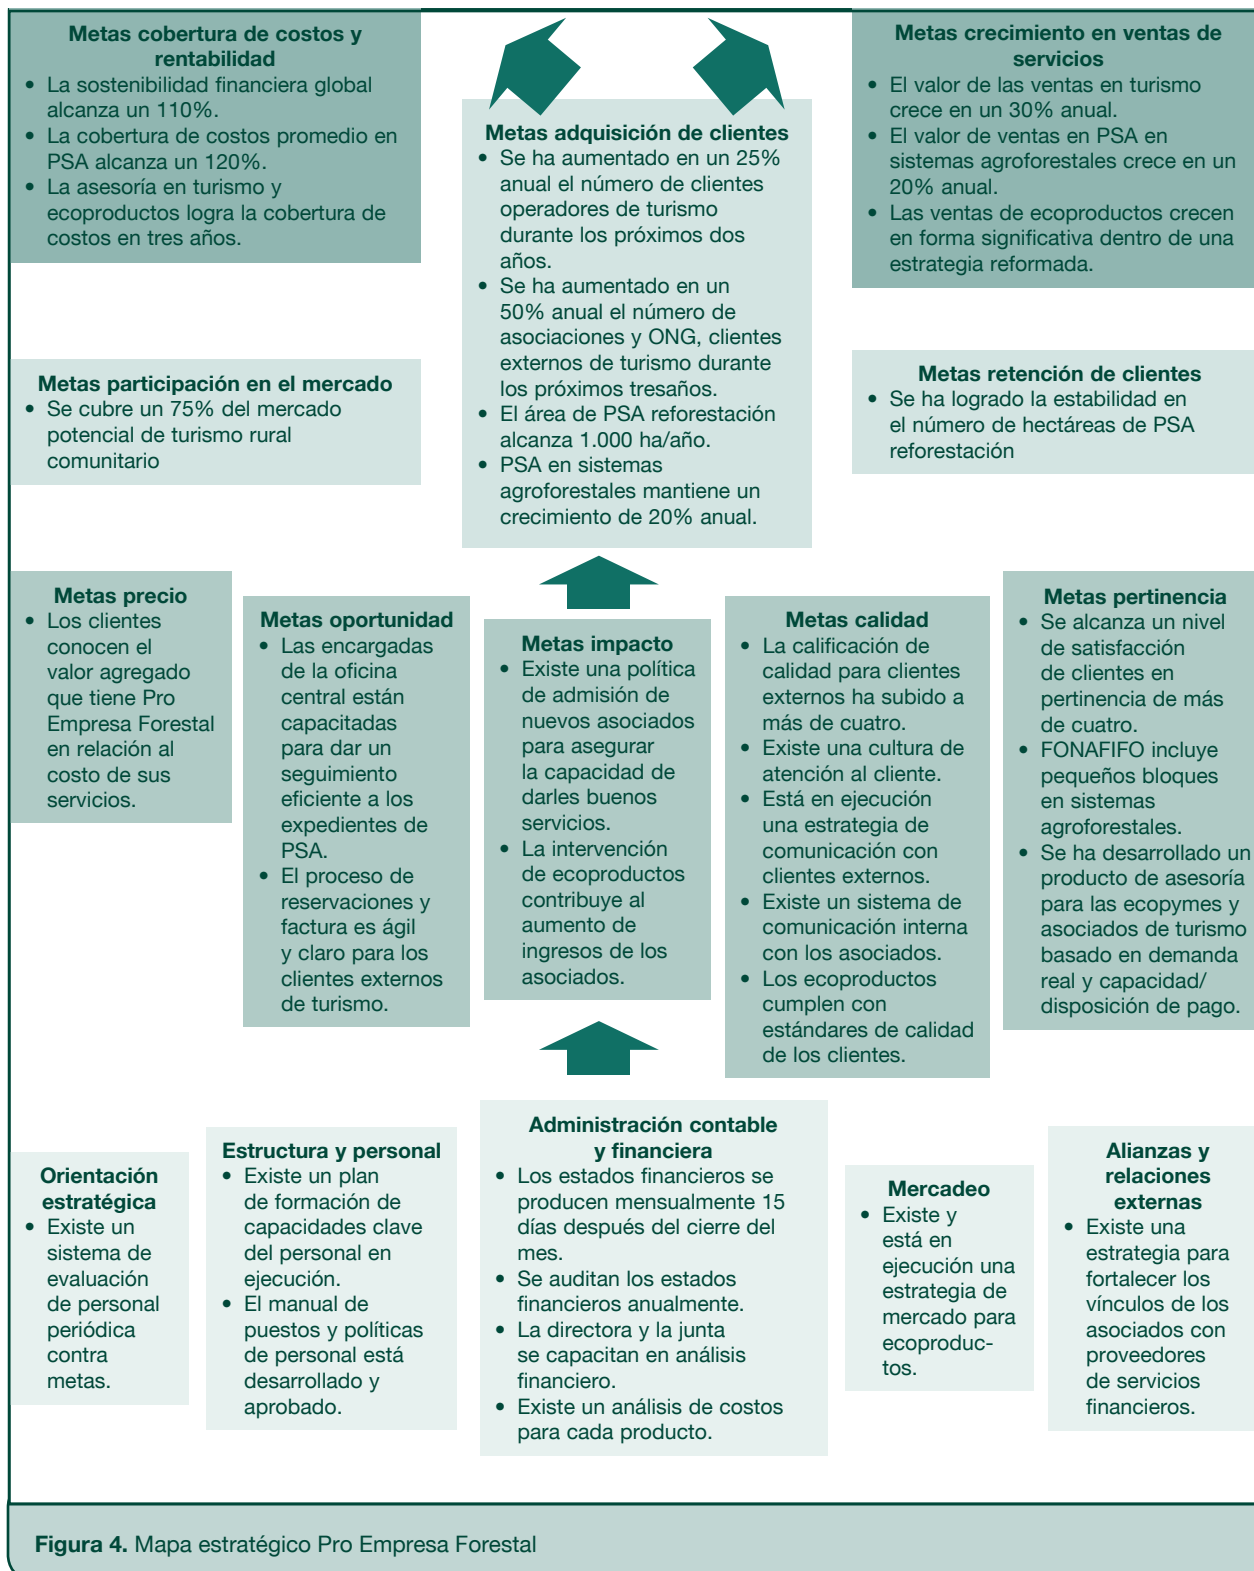 Metas cobertura de costos y
rentabilidad
• La sostenibilidad financiera global
alcanza un 110%.
• La cobertura de costos promedio en
PSA alcanza un 120%.
• La asesoría en turismo y
ecoproductos logra la cobertura de
costos en tres años.
Metas adquisición de clientes
• Se ha aumentado en un 25%
anual el número de clientes
operadores de turismo
durante los próximos dos
años.
• Se ha aumentado en un
50% anual el número de
asociaciones y ONG, clientes
externos de turismo durante
los próximos tresaños.
• El área de PSA reforestación
alcanza 1.000 ha/año.
• PSA en sistemas
agroforestales mantiene un
crecimiento de 20% anual.
Metas crecimiento en ventas de
servicios
• El valor de las ventas en turismo
crece en un 30% anual.
• El valor de ventas en PSA en
sistemas agroforestales crece en un
20% anual.
• Las ventas de ecoproductos crecen
en forma significativa dentro de una
estrategia reformada.
Metas participación en el mercado
• Se cubre un 75% del mercado
potencial de turismo rural
comunitario
Metas retención de clientes
• Se ha logrado la estabilidad en
el número de hectáreas de PSA
reforestación
Metas precio
• Los clientes
conocen el
valor agregado
que tiene Pro
Empresa Forestal
en relación al
costo de sus
servicios.
Metas oportunidad
• Las encargadas
de la oficina
central están
capacitadas
para dar un
seguimiento
eficiente a los
expedientes de
PSA.
• El proceso de
reservaciones y
factura es ágil
y claro para los
clientes externos
de turismo.
Metas impacto
• Existe una política
de admisión de
nuevos asociados
para asegurar
la capacidad de
darles buenos
servicios.
• La intervención
de ecoproductos
contribuye al
aumento de
ingresos de los
asociados.
Metas calidad
• La calificación de
calidad para clientes
externos ha subido a
más de cuatro.
• Existe una cultura de
atención al cliente.
• Está en ejecución
una estrategia de
comunicación con
clientes externos.
• Existe un sistema de
comunicación interna
con los asociados.
• Los ecoproductos
cumplen con
estándares de calidad
de los clientes.
Metas pertinencia
• Se alcanza un nivel
de satisfacción
de clientes en
pertinencia de más
de cuatro.
• FONAFIFO incluye
pequeños bloques
en sistemas
agroforestales.
• Se ha desarrollado un
producto de asesoría
para las ecopymes y
asociados de turismo
basado en demanda
real y capacidad/
disposición de pago.
Orientación
estratégica
• Existe un
sistema de
evaluación
de personal
periódica
contra
metas.
Estructura y personal
• Existe un plan
de formación de
capacidades clave
del personal en
ejecución.
• El manual de
puestos y políticas
de personal está
desarrollado y
aprobado.
Administración contable
y financiera
• Los estados financieros se
producen mensualmente 15
días después del cierre del
mes.
• Se auditan los estados
financieros anualmente.
• La directora y la junta
se capacitan en análisis
financiero.
• Existe un análisis de costos
para cada producto.
Mercadeo
• Existe y
está en
ejecución una
estrategia de
mercado para
ecoproduc-
tos.
Alianzas y
relaciones
externas
• Existe una
estrategia para
fortalecer los
vínculos de los
asociados con
proveedores
de servicios
financieros.
Figura 4. Mapa estratégico Pro Empresa Forestal